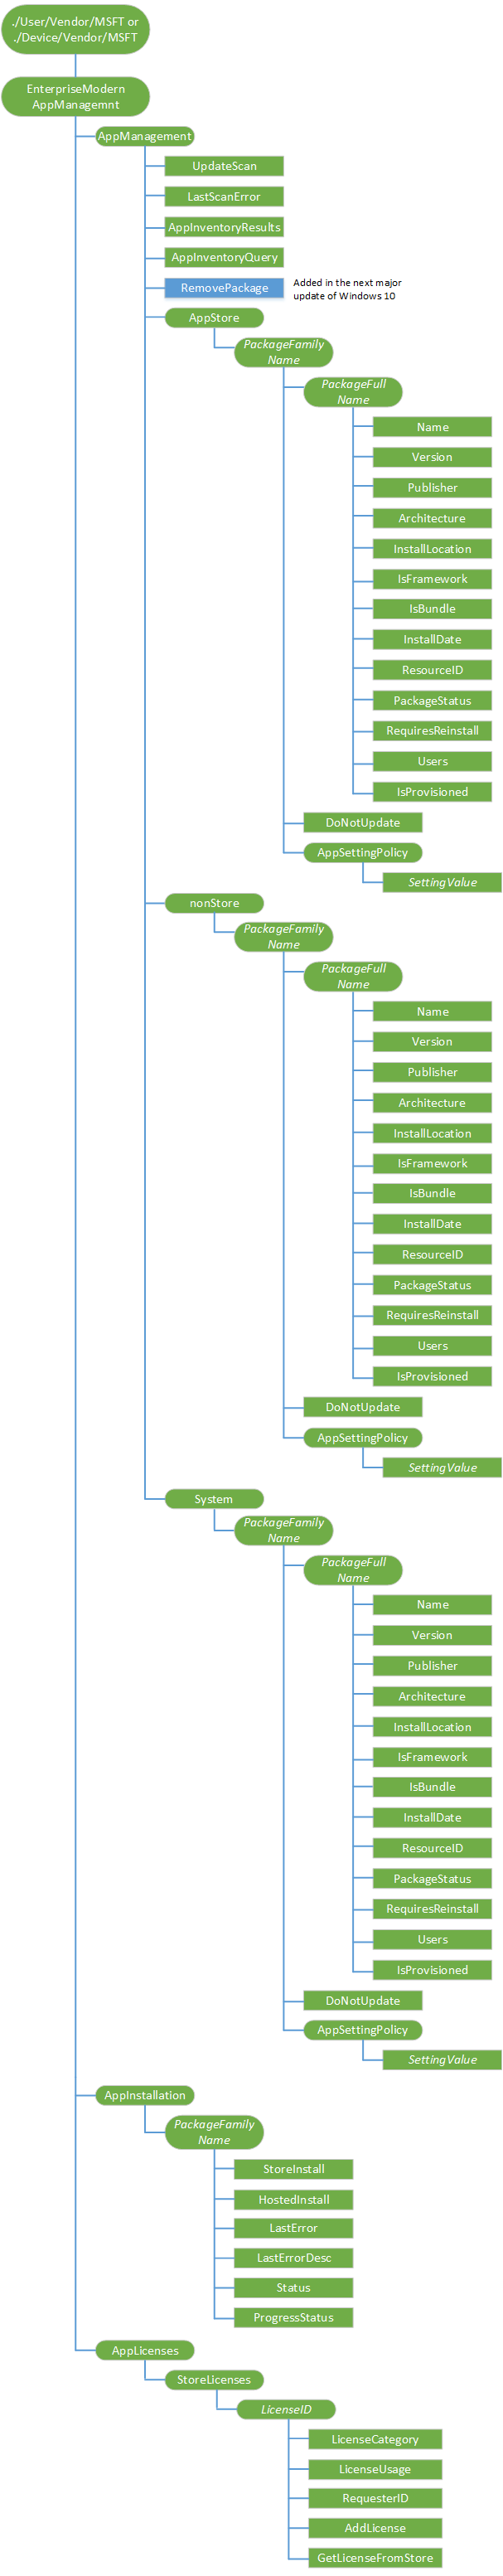 ./User/Vendor/MSFT or
./Device/Vendor/MSFT
EnterpriseModern
AppManagemnt
AppManagement
UpdateScan
LastScanError
AppInventoryResults
AppInventoryQuery
RemovePackage
Added in the next major
update of Windows 10
AppStore
PackageFamily
Name
PackageFull
Name
Name
Version
Publisher
Architecture
InstallLocation
IsFramework
IsBundle
InstallDate
ResourceID
PackageStatus
RequiresReinstall
Users
IsProvisioned
DoNotUpdate
AppSettingPolicy
SettingValue
nonStore
PackageFamily
Name
PackageFull
Name
Name
Version
Publisher
Architecture
InstallLocation
IsFramework
IsBundle
InstallDate
ResourceID
PackageStatus
RequiresReinstall
Users
IsProvisioned
DoNotUpdate
AppSettingPolicy
SettingValue
System
PackageFamily
Name
PackageFull
Name
Name
Version
Publisher
Architecture
InstallLocation
IsFramework
IsBundle
InstallDate
ResourceID
PackageStatus
RequiresReinstall
Users
IsProvisioned
DoNotUpdate
AppSettingPolicy
SettingValue
AppInstallation
PackageFamily
Name
StoreInstall
HostedInstall
LastError
LastErrorDesc
Status
ProgressStatus
AppLicenses
StoreLicenses
LicenseID
LicenseCategory
LicenseUsage
RequesterID
AddLicense
GetLicenseFromStore